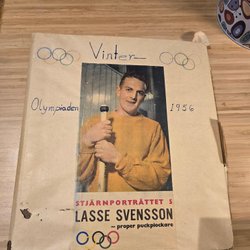 Vinter-
Olympiaden 1956
STJÄRNPORTRÄTTET 5
LASSE SVENSSON
– proper puckplockare